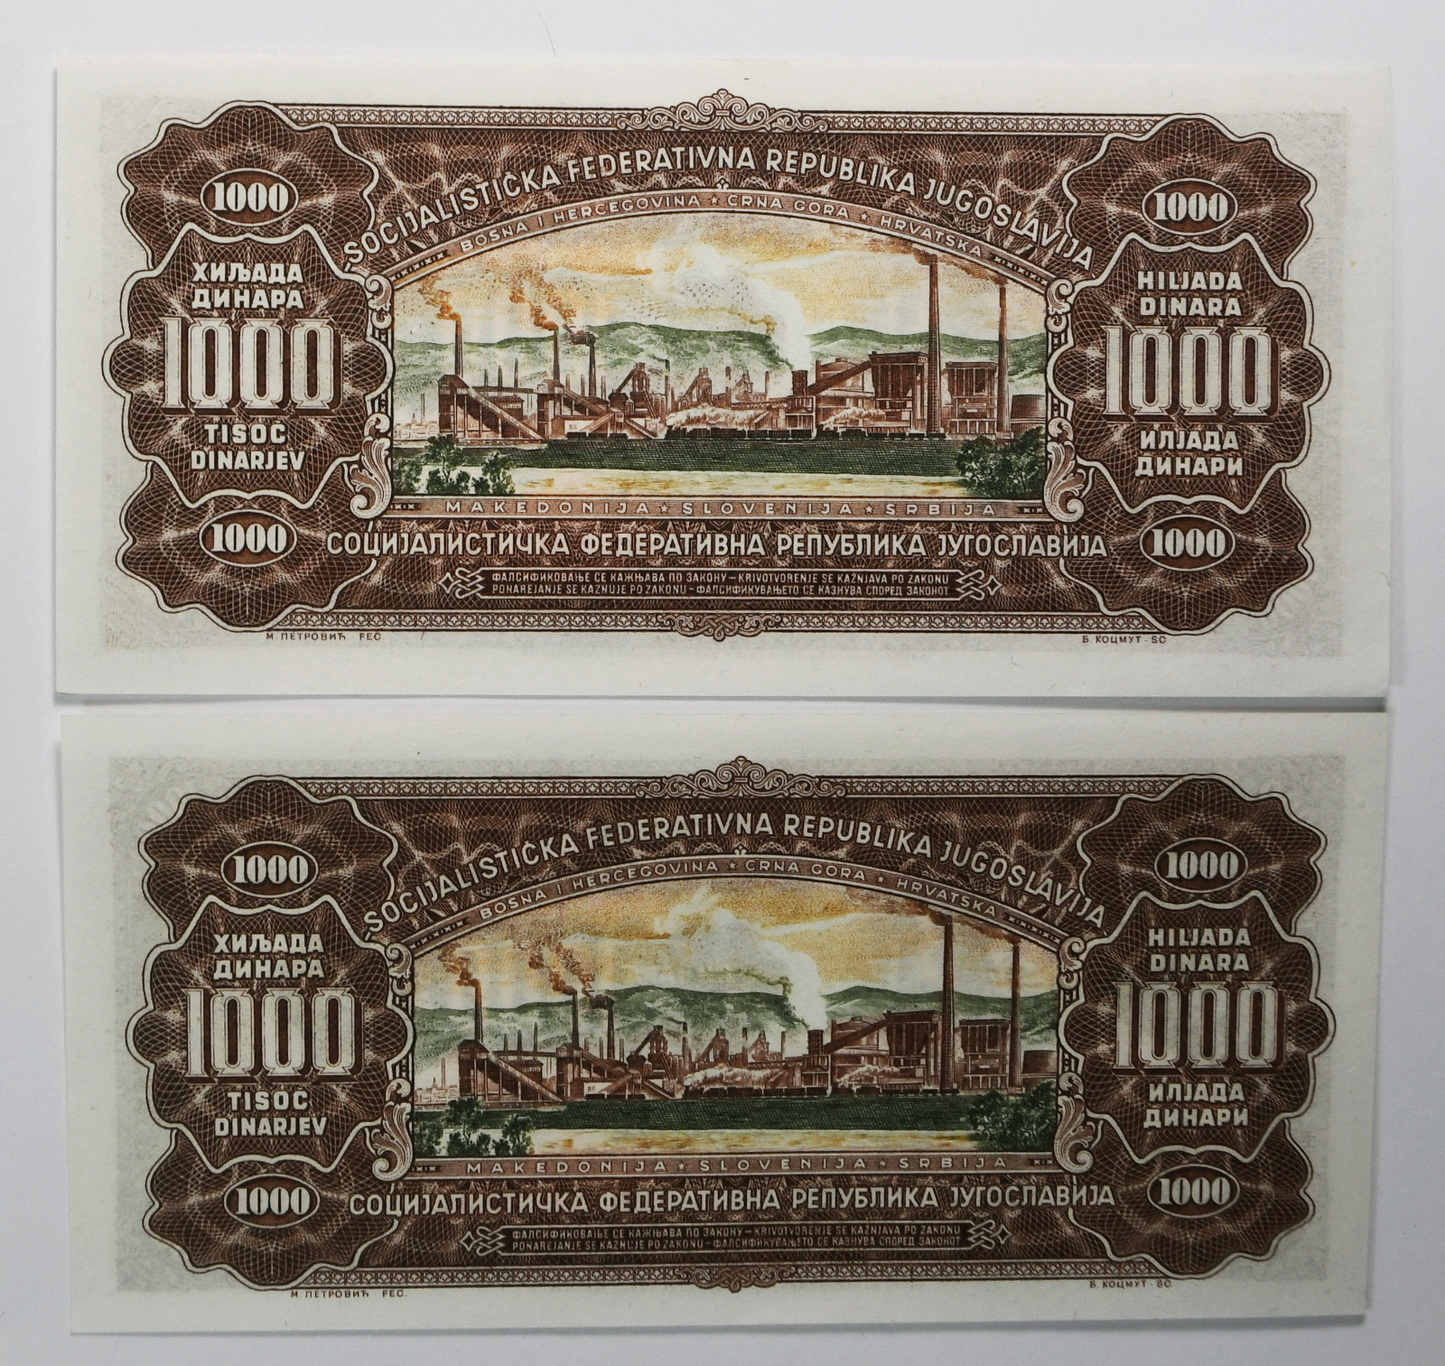 SOCIJALISTIČKA FEDERATIVNA REPUBLIKA JUGOSLAVIJA
BOSNA I HERCEGOVINA ★ CRNA GORA ★ HRVATSKA
1000
1000
ХИЉАДА
ДИНАРА
1000
TISOČ
DINARJEV
HILJADA
DINARA
1000
ИЛЈАДА
ДИНАРИ
MAKEDONIJA ★ SLOVENIJA ★ SRBIJA
1000
СОЦИЈАЛИСТИЧКА ФЕДЕРАТИВНА РЕПУБЛИКА ЈУГОСЛАВИЈА
1000
ФАЛСИФИКОВАЊЕ СЕ КАЖЊАВА ПО ЗАКОНУ – KRIVOTVORENJE SE KAŽNJAVA PO ZAKONU
PONAREJANJE SE KAZNUJE PO ZAKONU – ФАЛСИФИКУВАЊЕТО СЕ КАЗНУВА СПОРЕД ЗАКОНОТ
М. ПЕТРОВИЋ FEC.
Б. КОЦМУТ - SC
SOCIJALISTIČKA FEDERATIVNA REPUBLIKA JUGOSLAVIJA
BOSNA I HERCEGOVINA ★ CRNA GORA ★ HRVATSKA
1000
1000
ХИЉАДА
ДИНАРА
1000
TISOČ
DINARJEV
HILJADA
DINARA
1000
ИЛЈАДА
ДИНАРИ
MAKEDONIJA ★ SLOVENIJA ★ SRBIJA
1000
СОЦИЈАЛИСТИЧКА ФЕДЕРАТИВНА РЕПУБЛИКА ЈУГОСЛАВИЈА
1000
ФАЛСИФИКОВАЊЕ СЕ КАЖЊАВА ПО ЗАКОНУ – KRIVOTVORENJE SE KAŽNJAVA PO ZAKONU
PONAREJANJE SE KAZNUJE PO ZAKONU – ФАЛСИФИКУВАЊЕТО СЕ КАЗНУВА СПОРЕД ЗАКОНОТ
М. ПЕТРОВИЋ FEC.
Б. КОЦМУТ - SC